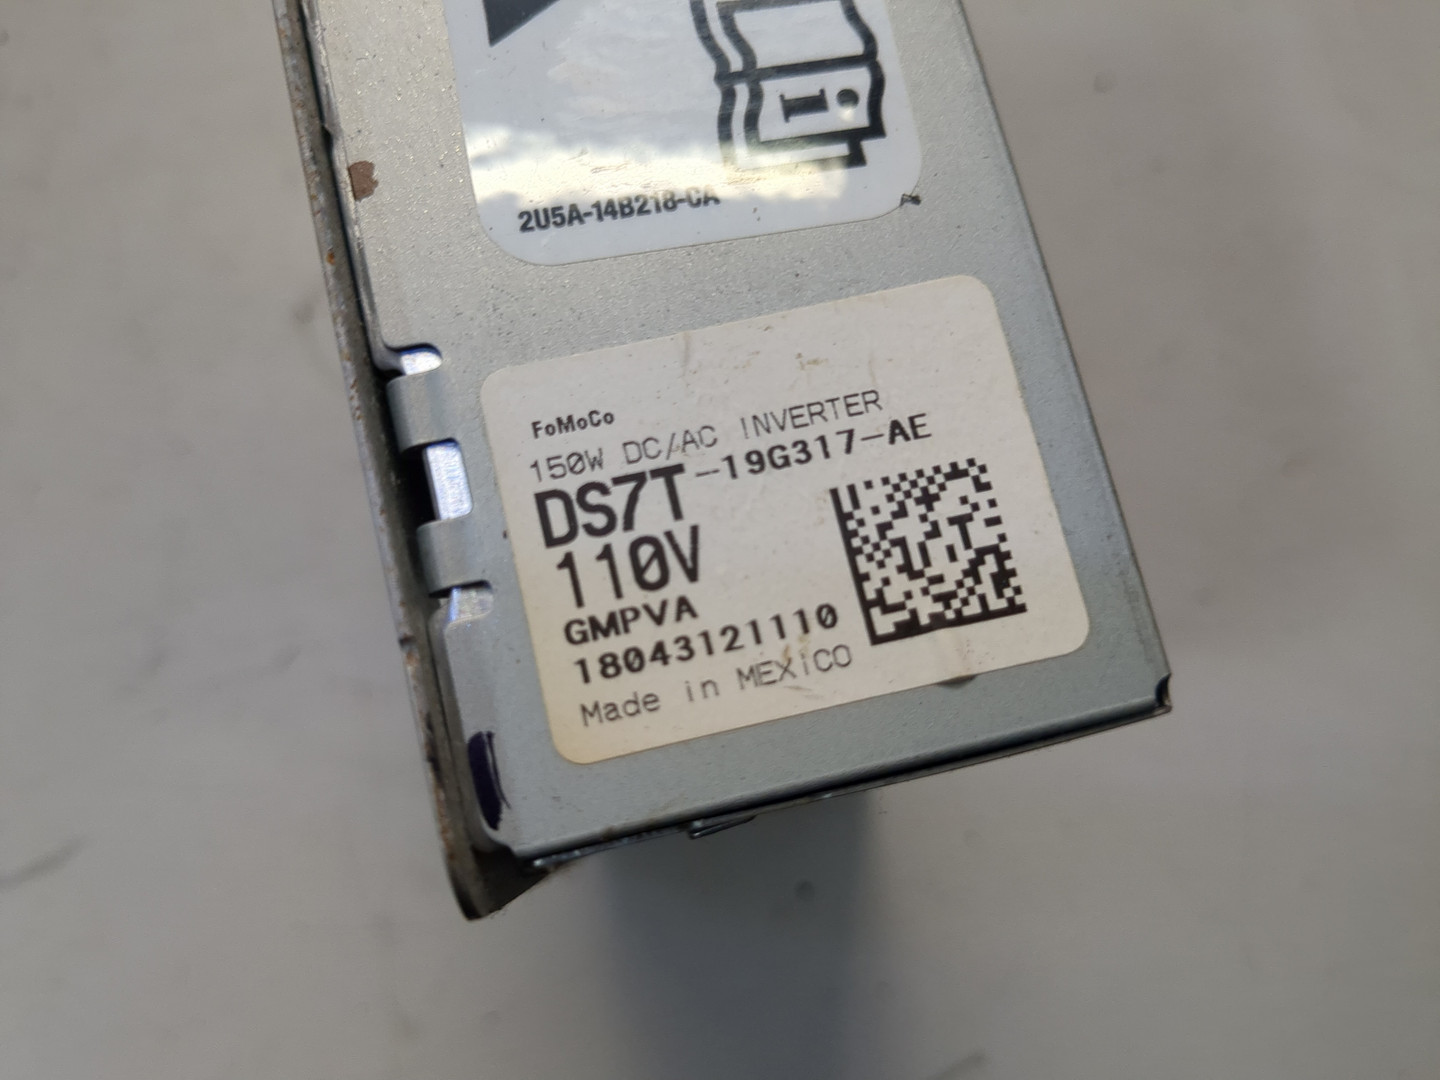 i
2U5A-14B218-CA
FoMoCo
150W DC/AC INVERTER
DS7T-19G317-AE
110V
GMPVA
18043121110
Made in MEXICO